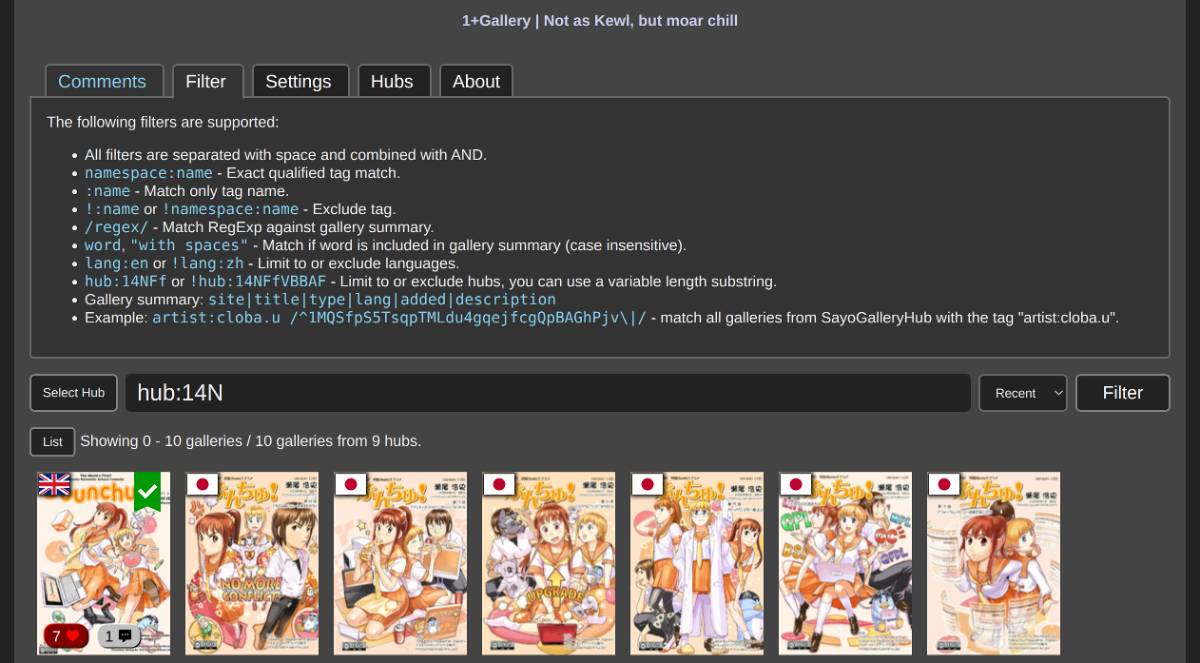 1+Gallery | Not as Kewl, but moar chill
Comments Filter Settings Hubs About
The following filters are supported:
• All filters are separated with space and combined with AND.
• namespace:name - Exact qualified tag match.
• :name - Match only tag name.
• !:name or !namespace:name - Exclude tag.
• /regex/ - Match RegExp against gallery summary.
• word, "with spaces" - Match if word is included in gallery summary (case insensitive).
• lang:en or !lang:zh - Limit to or exclude languages.
• hub:14NFf or !hub:14NFfVBBAF - Limit to or exclude hubs, you can use a variable length substring.
• Gallery summary: site|title|type|lang|added|description
• Example: artist:cloba.u /^1MQSfpS5TsqpTMLdu4gqejfcgQpBAGhPjv\|/ - match all galleries from SayoGalleryHub with the tag "artist:cloba.u".
Select Hub hub:14N Recent Filter
List Showing 0 - 10 galleries / 10 galleries from 9 hubs.
NO MORE
CONFLICT
UPGRADE
GPL
GFDL
7 1